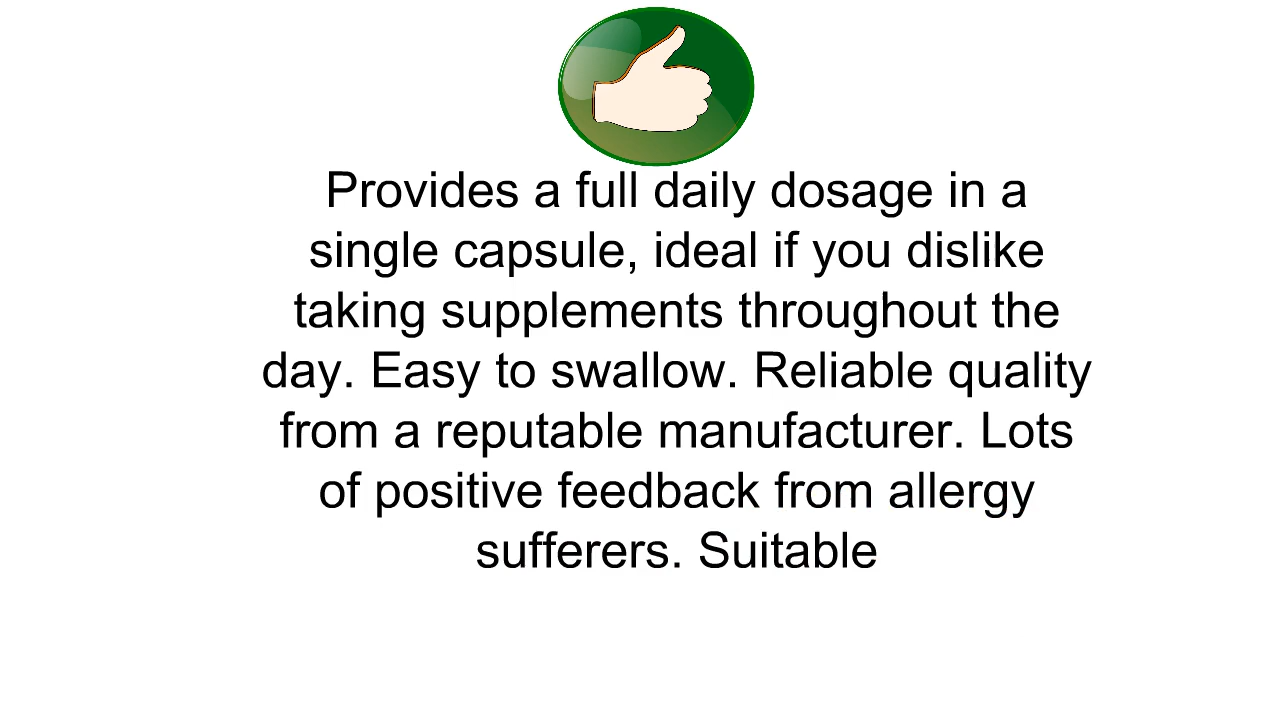 Provides a full daily dosage in a
single capsule, ideal if you dislike
taking supplements throughout the
day. Easy to swallow. Reliable quality
from a reputable manufacturer. Lots
of positive feedback from allergy
sufferers. Suitable